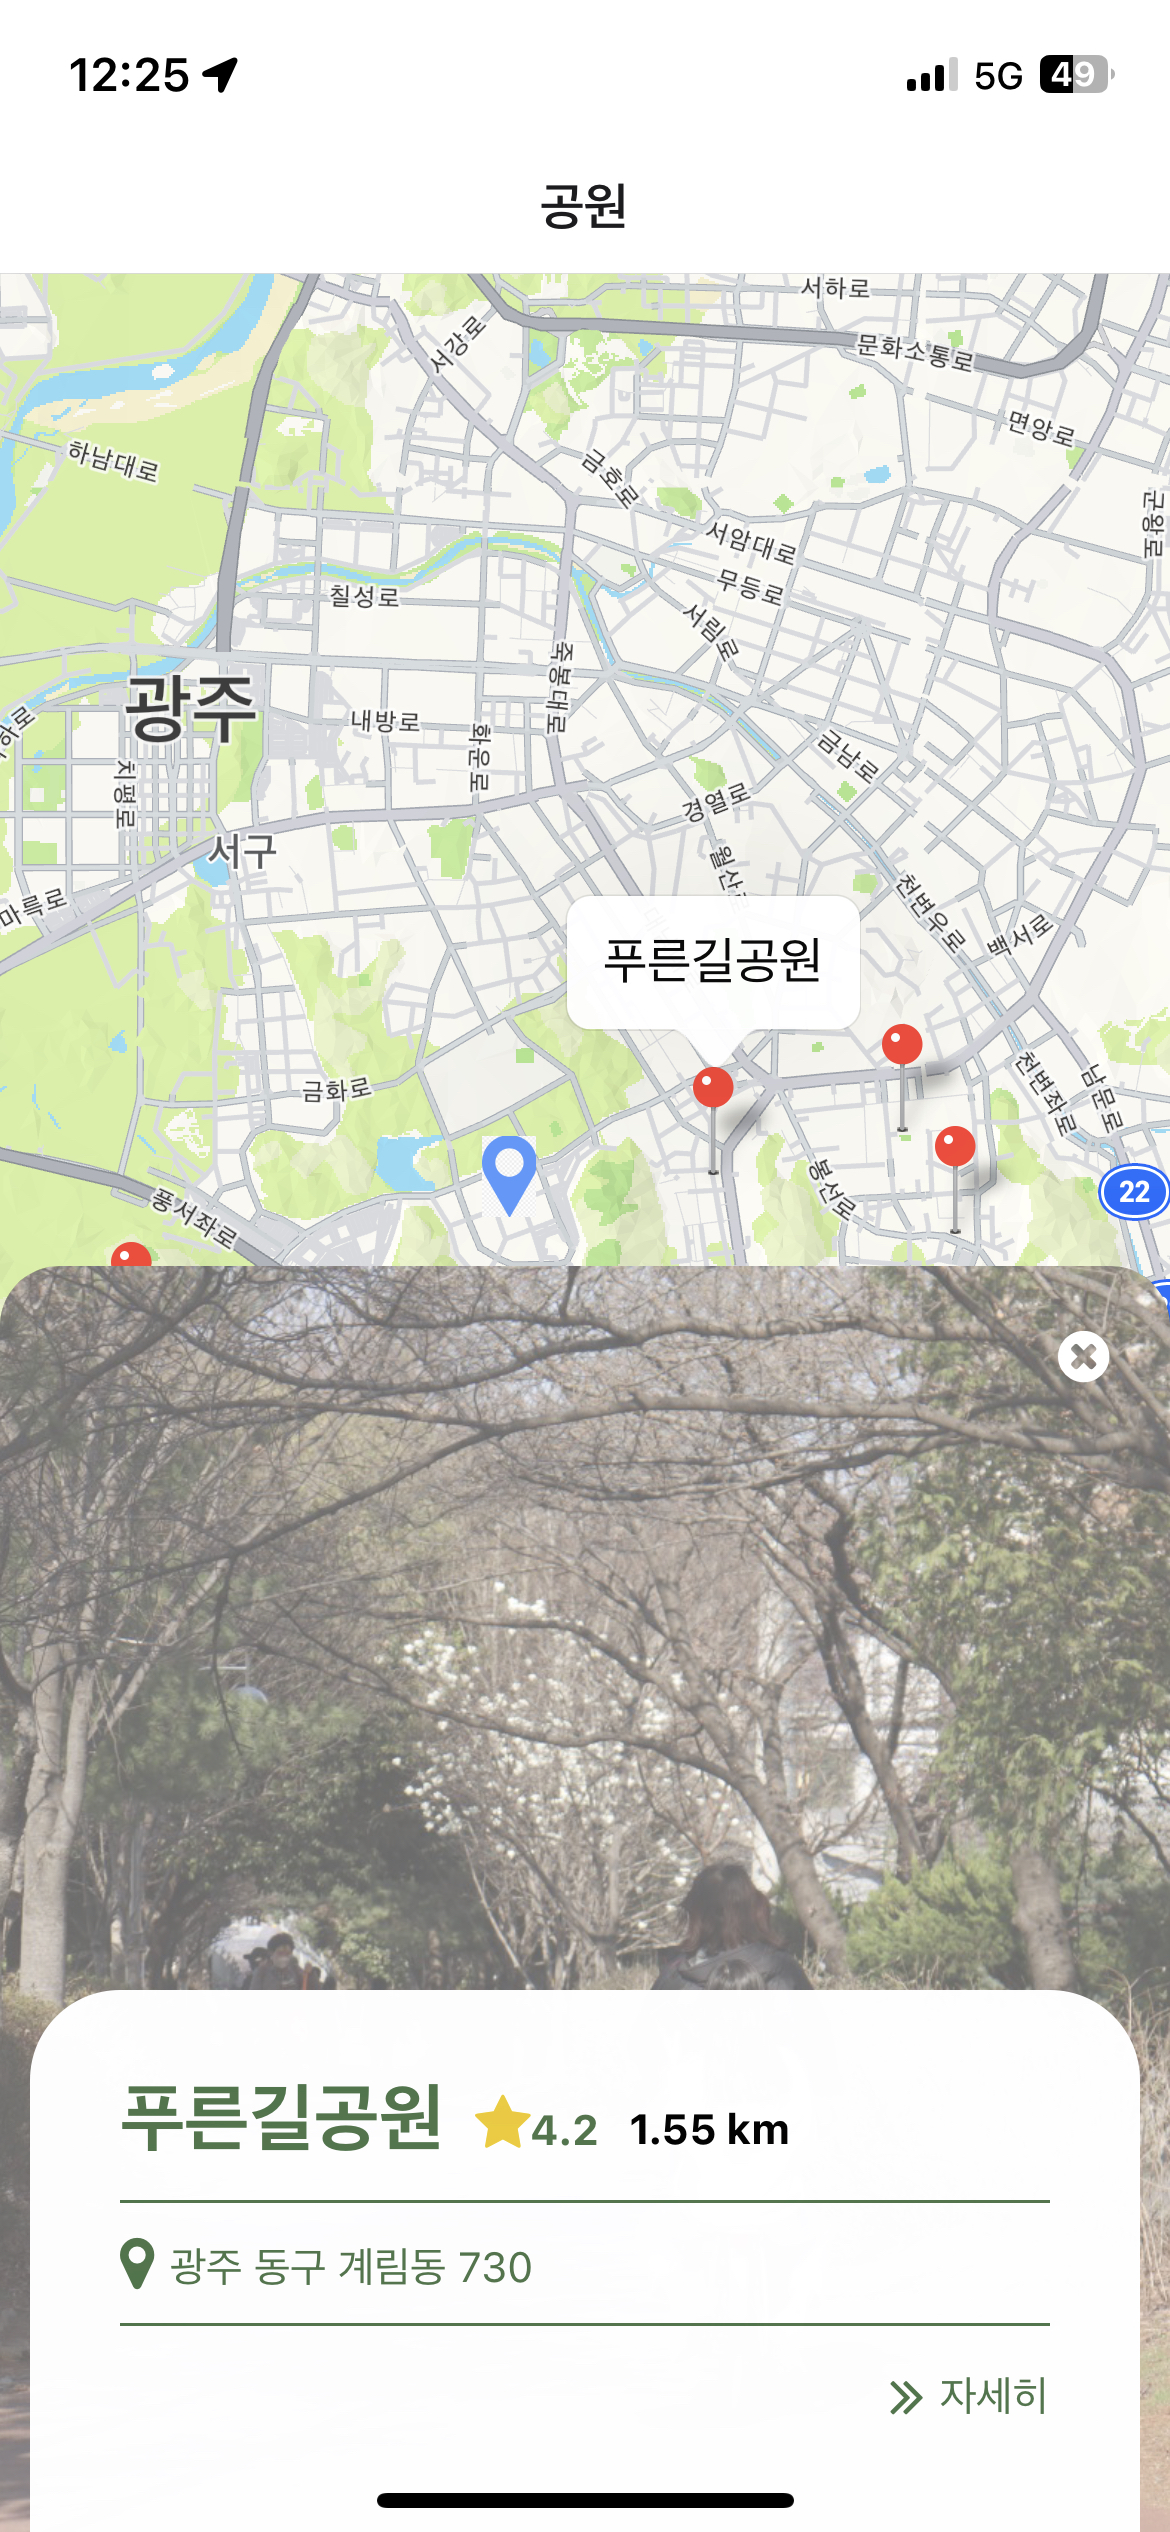 12:25
5G 49
공원
서하로
문화소통로
서강로
면앙로
하남대로
금호로
군왕로
서암대로
무등로
칠성로
서림로
죽봉대로
광주
내방로
화운로
금남로
치평로
경열로
서구
월산로
천변우로
마륵로
백서로
푸른길공원
금화로
천변좌로
남문로
봉선로
22
풍서좌로
푸른길공원 4.2 1.55 km
광주 동구 계림동 730
자세히